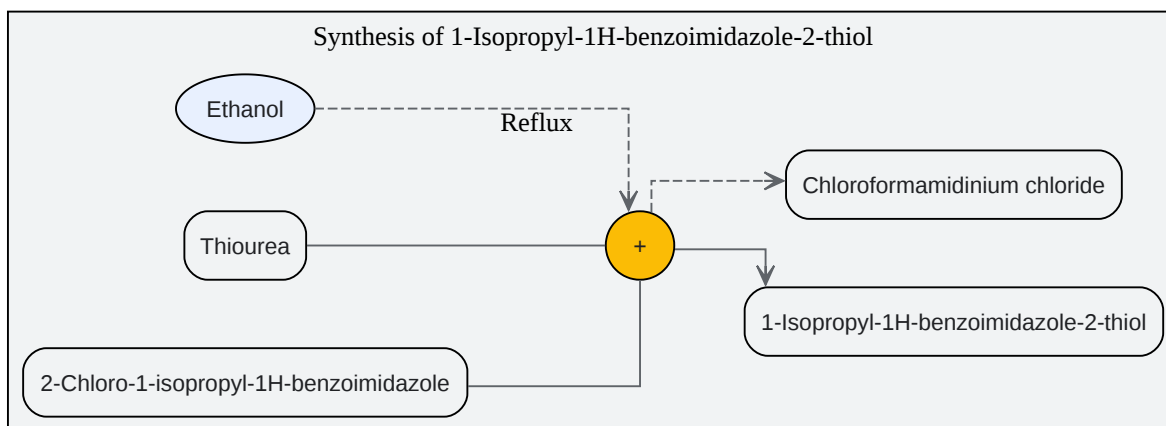 Synthesis of 1-Isopropyl-1H-benzoimidazole-2-thiol
Ethanol
Reflux
Chloroformamidinium chloride
Thiourea
+
1-Isopropyl-1H-benzoimidazole-2-thiol
2-Chloro-1-isopropyl-1H-benzoimidazole